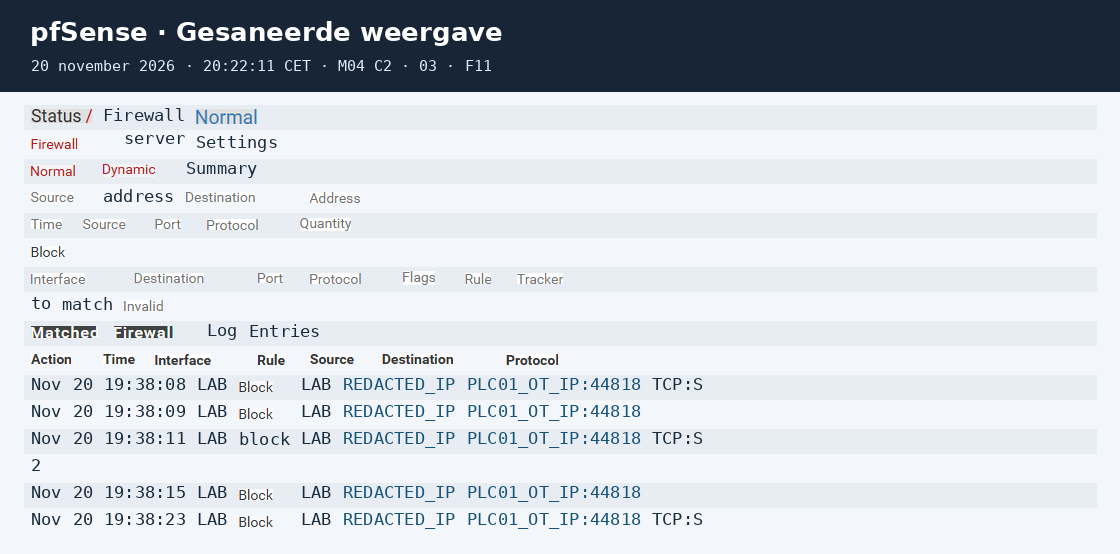 pfSense · Gesaneerde weergave
20 november 2026 · 20:22:11 CET · M04 C2 · 03 · F11
Status / Firewall Normal
Firewall server Settings
Normal Dynamic Summary
Source address Destination Address
Time Source Port Protocol Quantity
Block
Interface Destination Port Protocol Flags Rule Tracker
to match Invalid
Matched Firewall Log Entries
Action Time Interface Rule Source Destination Protocol
Nov 20 19:38:08 LAB Block LAB REDACTED_IP PLC01_OT_IP:44818 TCP:S
Nov 20 19:38:09 LAB Block LAB REDACTED_IP PLC01_OT_IP:44818
Nov 20 19:38:11 LAB block LAB REDACTED_IP PLC01_OT_IP:44818 TCP:S
2
Nov 20 19:38:15 LAB Block LAB REDACTED_IP PLC01_OT_IP:44818
Nov 20 19:38:23 LAB Block LAB REDACTED_IP PLC01_OT_IP:44818 TCP:S